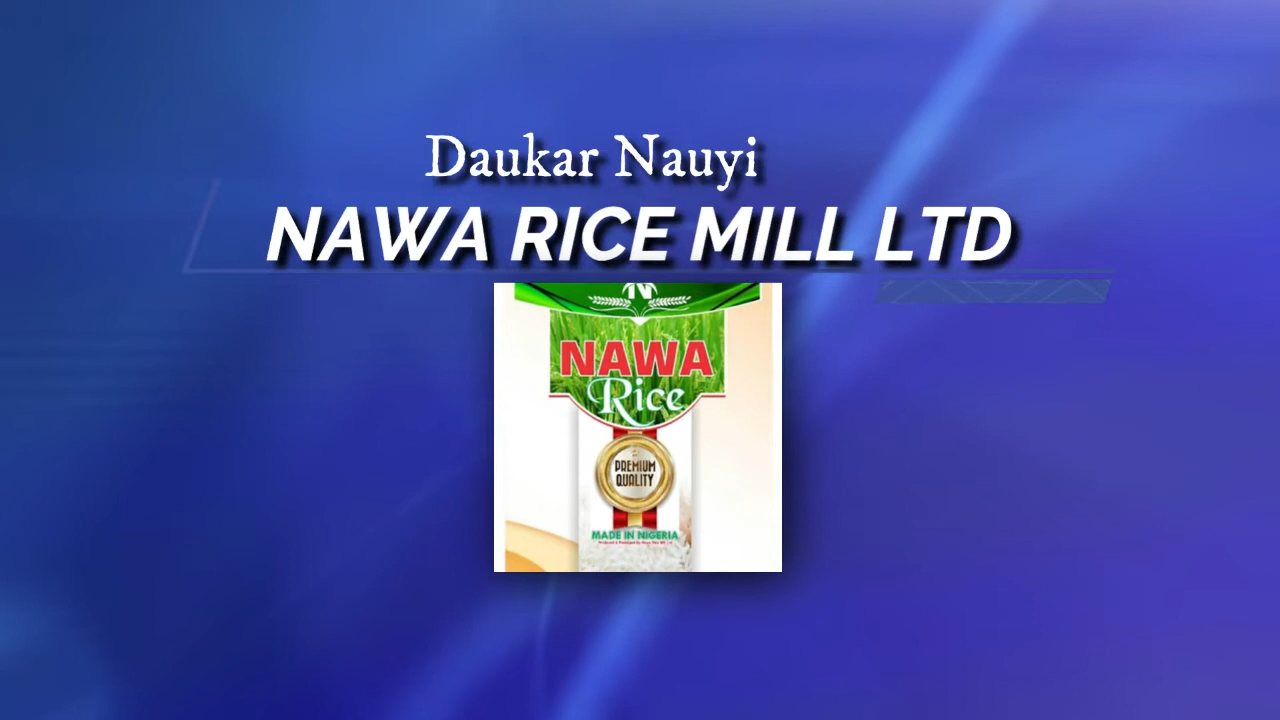 Daukar Nauyi
NAWA RICE MILL LTD
NAWA
Rice
PREMIUM
QUALITY
MADE IN NIGERIA